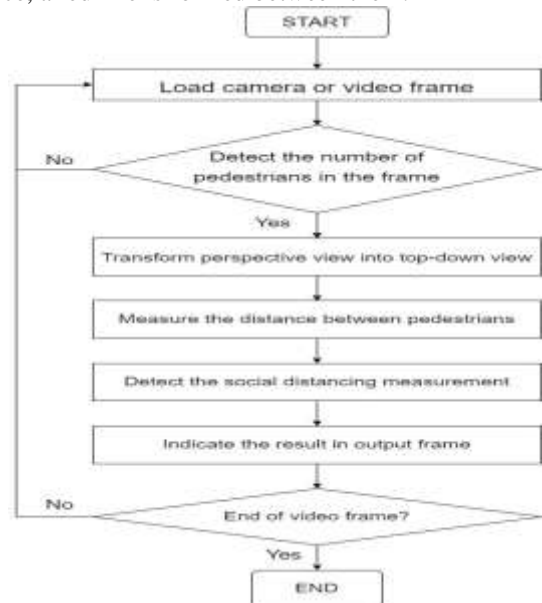 START
Load camera or video frame
Detect the number of
pedestrians in the frame
No
Yes
Transform perspective view into top-down view
Measure the distance between pedestrians
Detect the social distancing measurement
Indicate the result in output frame
End of video frame?
No
Yes
END